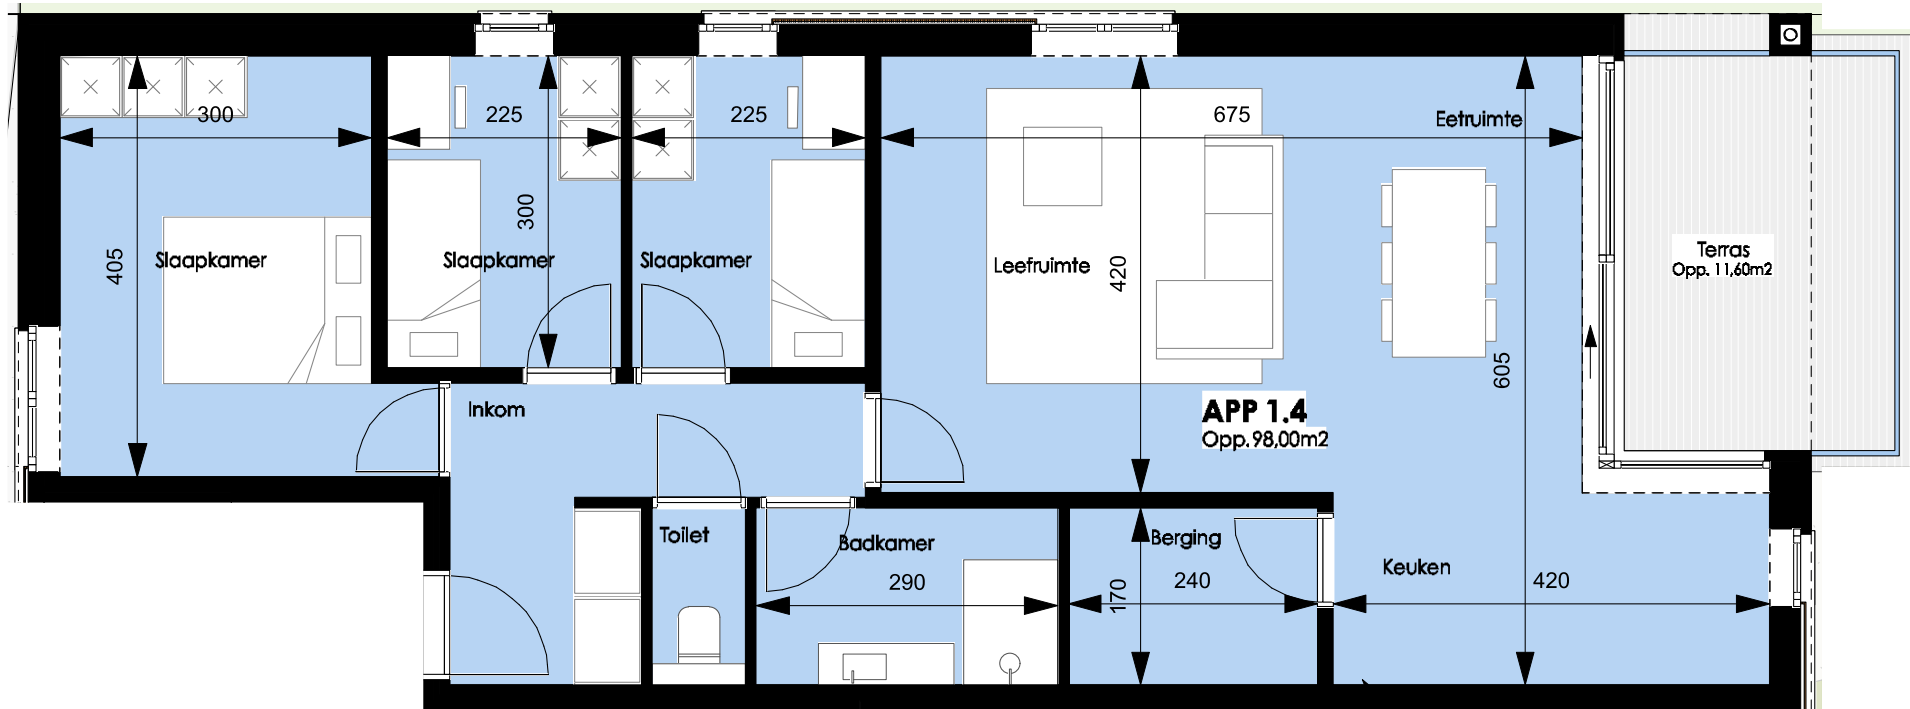 300
225
225
675
Eetruimte
300
405
Slaapkamer
Slaapkamer
Slaapkamer
Leefruimte
420
Terras
Opp. 11,60m2
605
Inkom
APP 1.4
Opp. 98,00m2
Toilet
Badkamer
Berging
Keuken
290
170
240
420